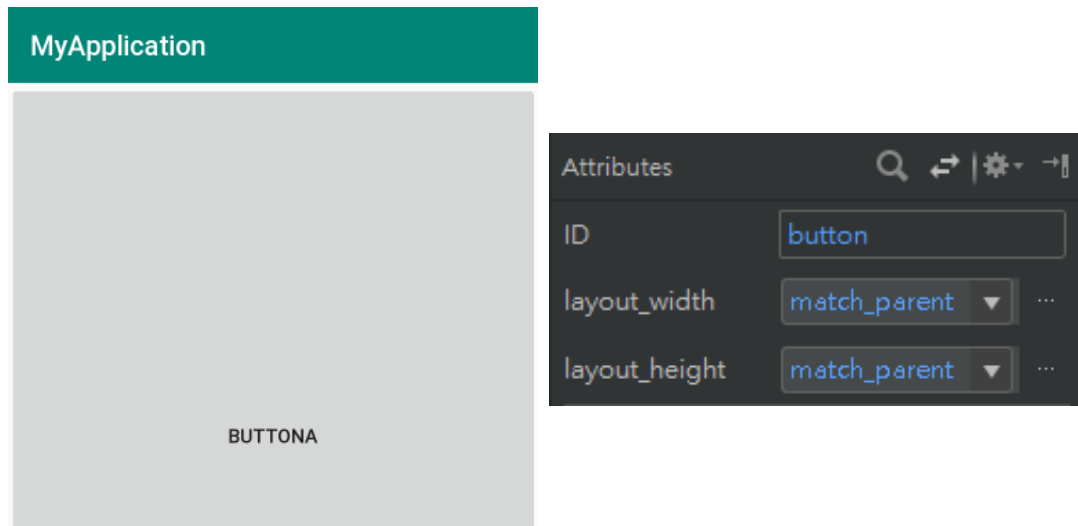 MyApplication
BUTTONA
Attributes
ID button
layout_width match_parent ...
layout_height match_parent ...